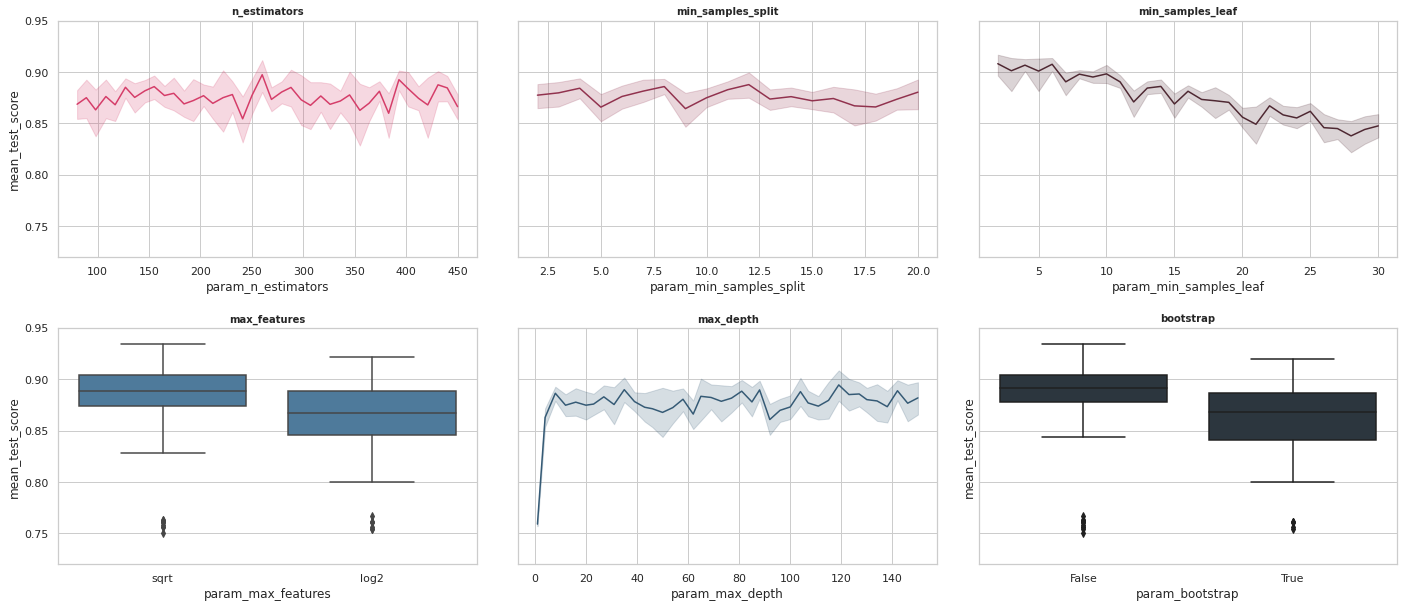 n_estimators
min_samples_split
min_samples_leaf
mean_test_score
0.95
0.90
0.85
0.80
0.75
100 150 200 250 300 350 400 450
2.5 5.0 7.5 10.0 12.5 15.0 17.5 20.0
5 10 15 20 25 30
param_n_estimators
param_min_samples_split
param_min_samples_leaf
max_features
max_depth
bootstrap
mean_test_score
0.95
0.90
0.85
0.80
0.75
mean_test_score
sqrt log2
0 20 40 60 80 100 120 140
False True
param_max_features
param_max_depth
param_bootstrap